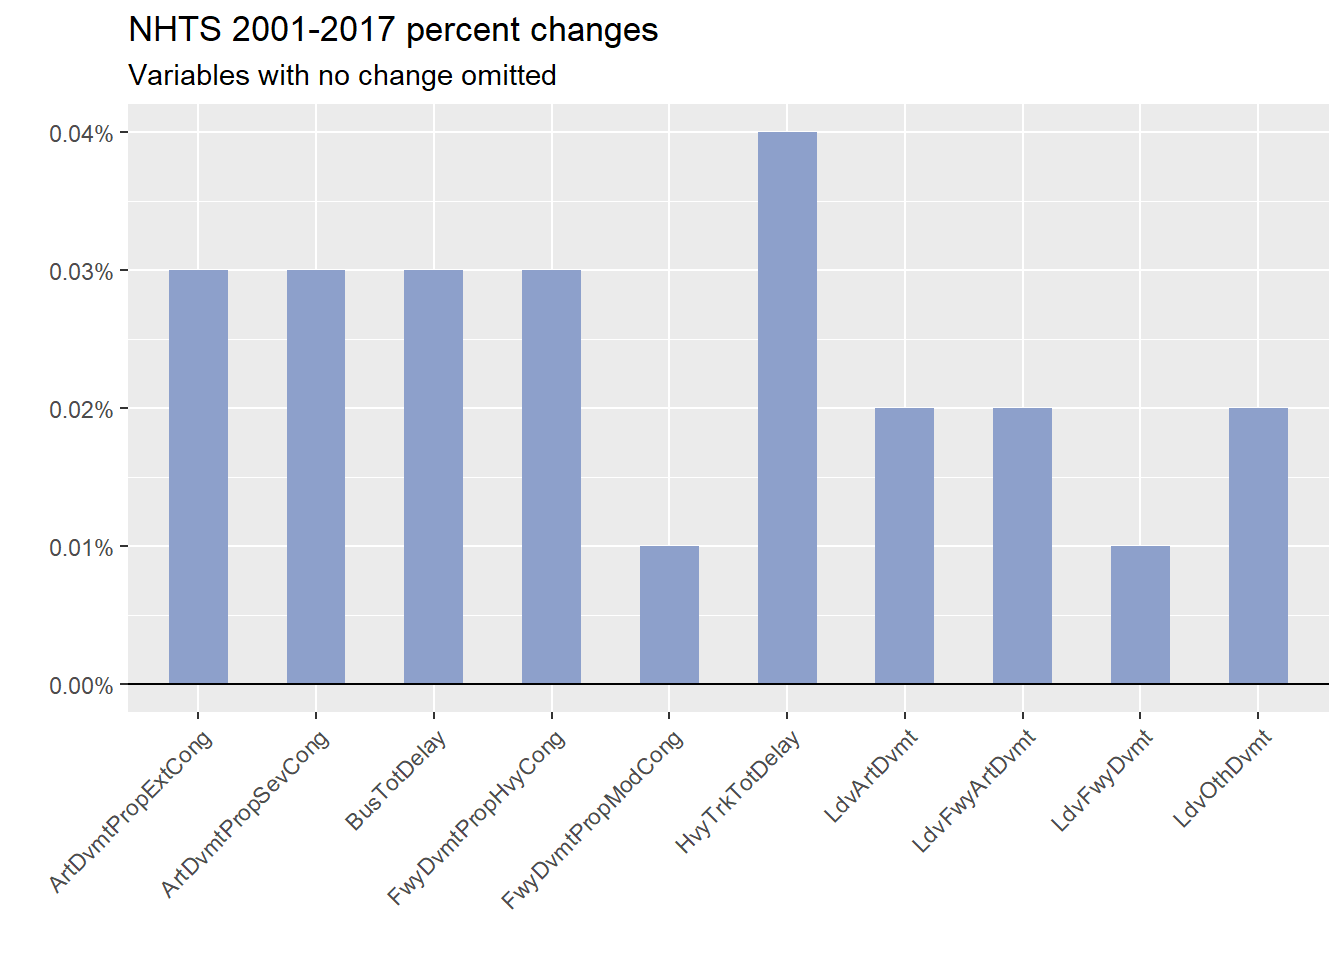 NHTS 2001-2017 percent changes
Variables with no change omitted
0.04%
0.03%
0.02%
0.01%
0.00%
ArtDvmtPropExtCong
ArtDvmtPropSevCong
BusTotDelay
FwyDvmtPropHvyCong
FwyDvmtPropModCong
HvyTrkTotDelay
LdvArtDvmt
LdvFwyArtDvmt
LdvFwyDvmt
LdvOthDvmt